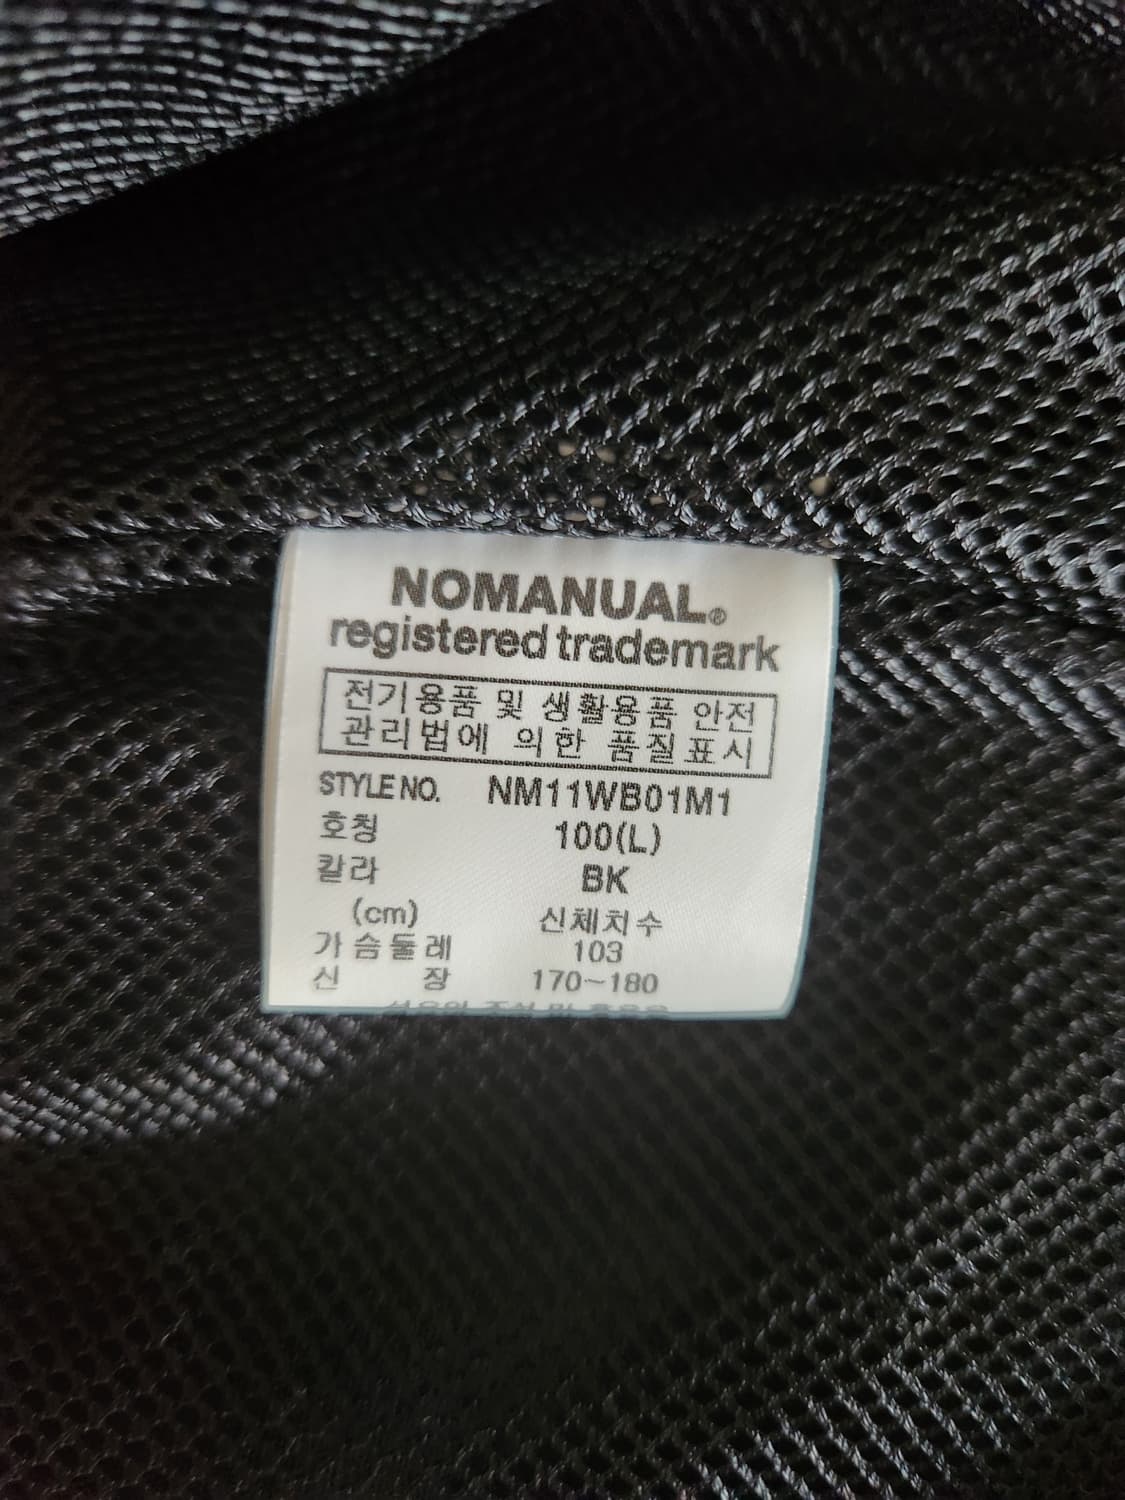 NOMANUAL®
registered trademark
전기용품 및 생활용품 안전
관리법에 의한 품질표시
STYLE NO. NM11WB01M1
호칭 100(L)
칼라 BK
(cm) 신체치수
가슴둘레 103
신 장 170~180